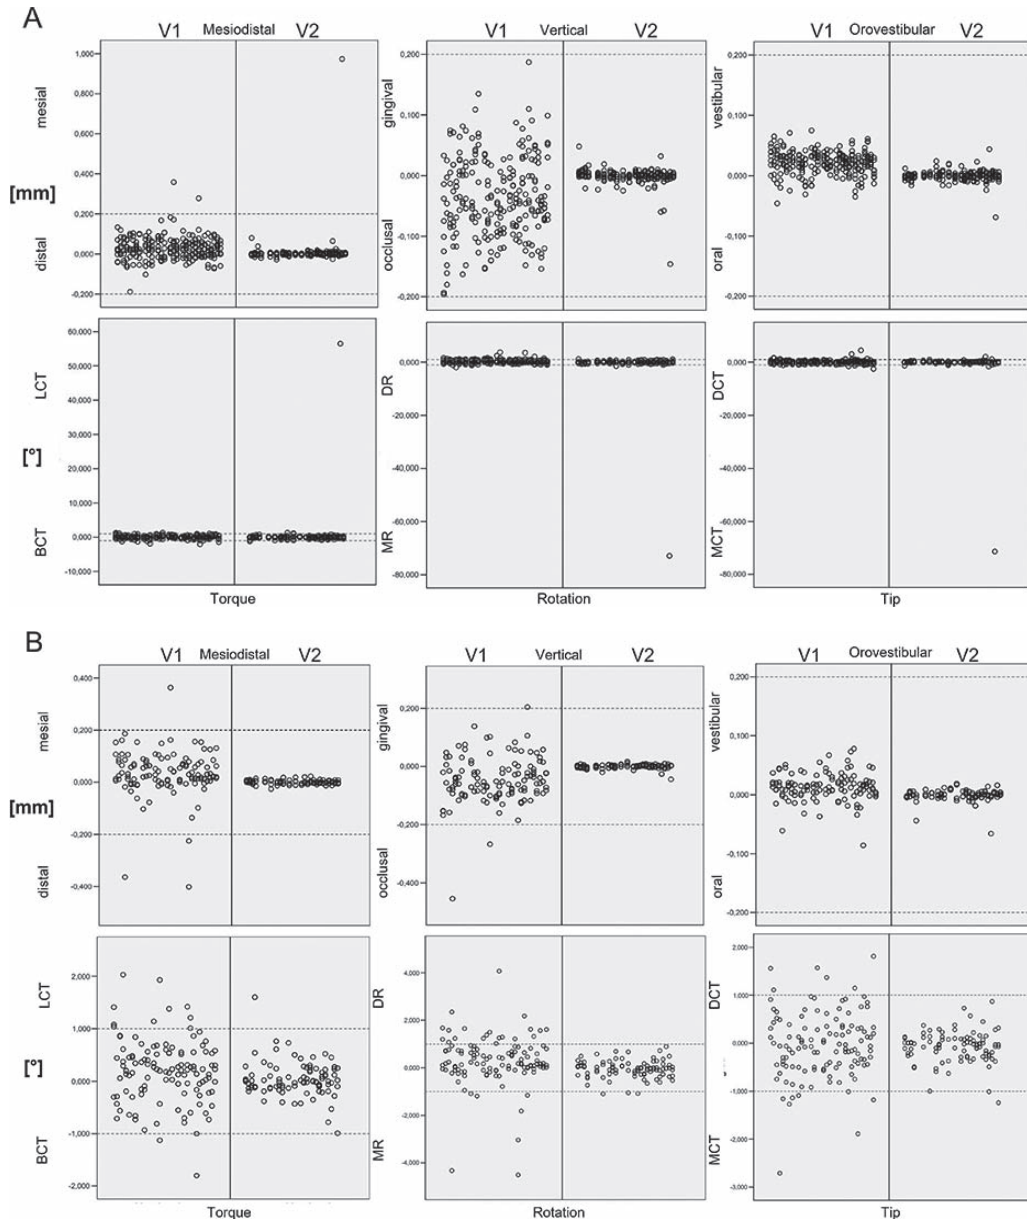 A
V1 Mesiodistal V2
V1 Vertical V2
V1 Orovestibular V2
[mm]
mesial
distal
1,000
0,800
0,600
0,400
0,200
0,000
-0,200
gingival
occlusal
0,200
0,100
0,000
-0,100
-0,200
vestibular
oral
0,200
0,100
0,000
-0,100
-0,200
[°]
LCT
BCT
60,000
50,000
40,000
30,000
20,000
10,000
0,000
-10,000
Torque
DR
MR
0,000
-20,000
-40,000
-60,000
-80,000
Rotation
DCT
MCT
0,000
-20,000
-40,000
-60,000
-80,000
Tip
B
V1 Mesiodistal V2
V1 Vertical V2
V1 Orovestibular V2
[mm]
mesial
distal
0,400
0,200
0,000
-0,200
-0,400
gingival
occlusal
0,200
0,000
-0,200
-0,400
vestibular
oral
0,200
0,100
0,000
-0,100
-0,200
[°]
LCT
BCT
2,000
1,000
0,000
-1,000
-2,000
Torque
DR
MR
4,000
2,000
0,000
-2,000
-4,000
Rotation
DCT
MCT
2,000
1,000
0,000
-1,000
-2,000
-3,000
Tip